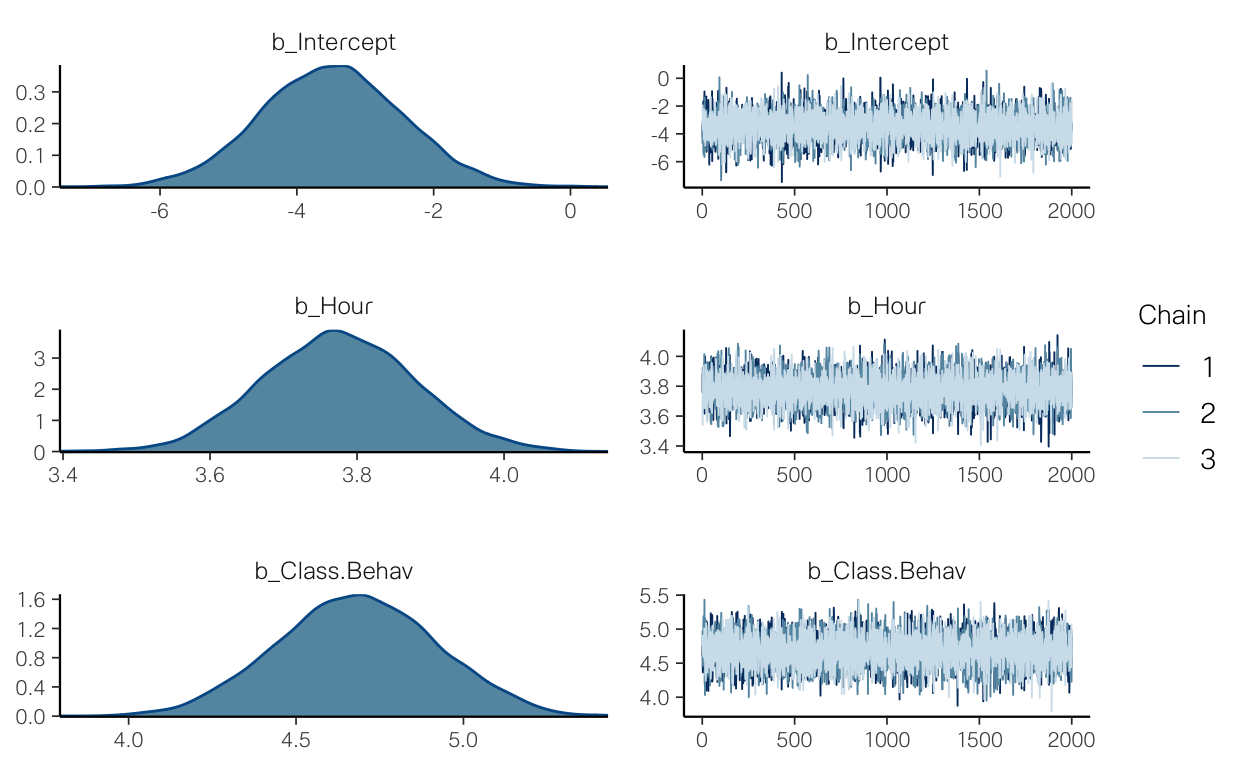 b_Intercept
0.3
0.2
0.1
0.0
-6 -4 -2 0
b_Intercept
0
-2
-4
-6
0 500 1000 1500 2000
b_Hour
3
2
1
0
3.4 3.6 3.8 4.0
b_Hour
4.0
3.8
3.6
3.4
0 500 1000 1500 2000
Chain
1
2
3
b_Class.Behav
1.6
1.2
0.8
0.4
0.0
4.0 4.5 5.0
b_Class.Behav
5.5
5.0
4.5
4.0
0 500 1000 1500 2000